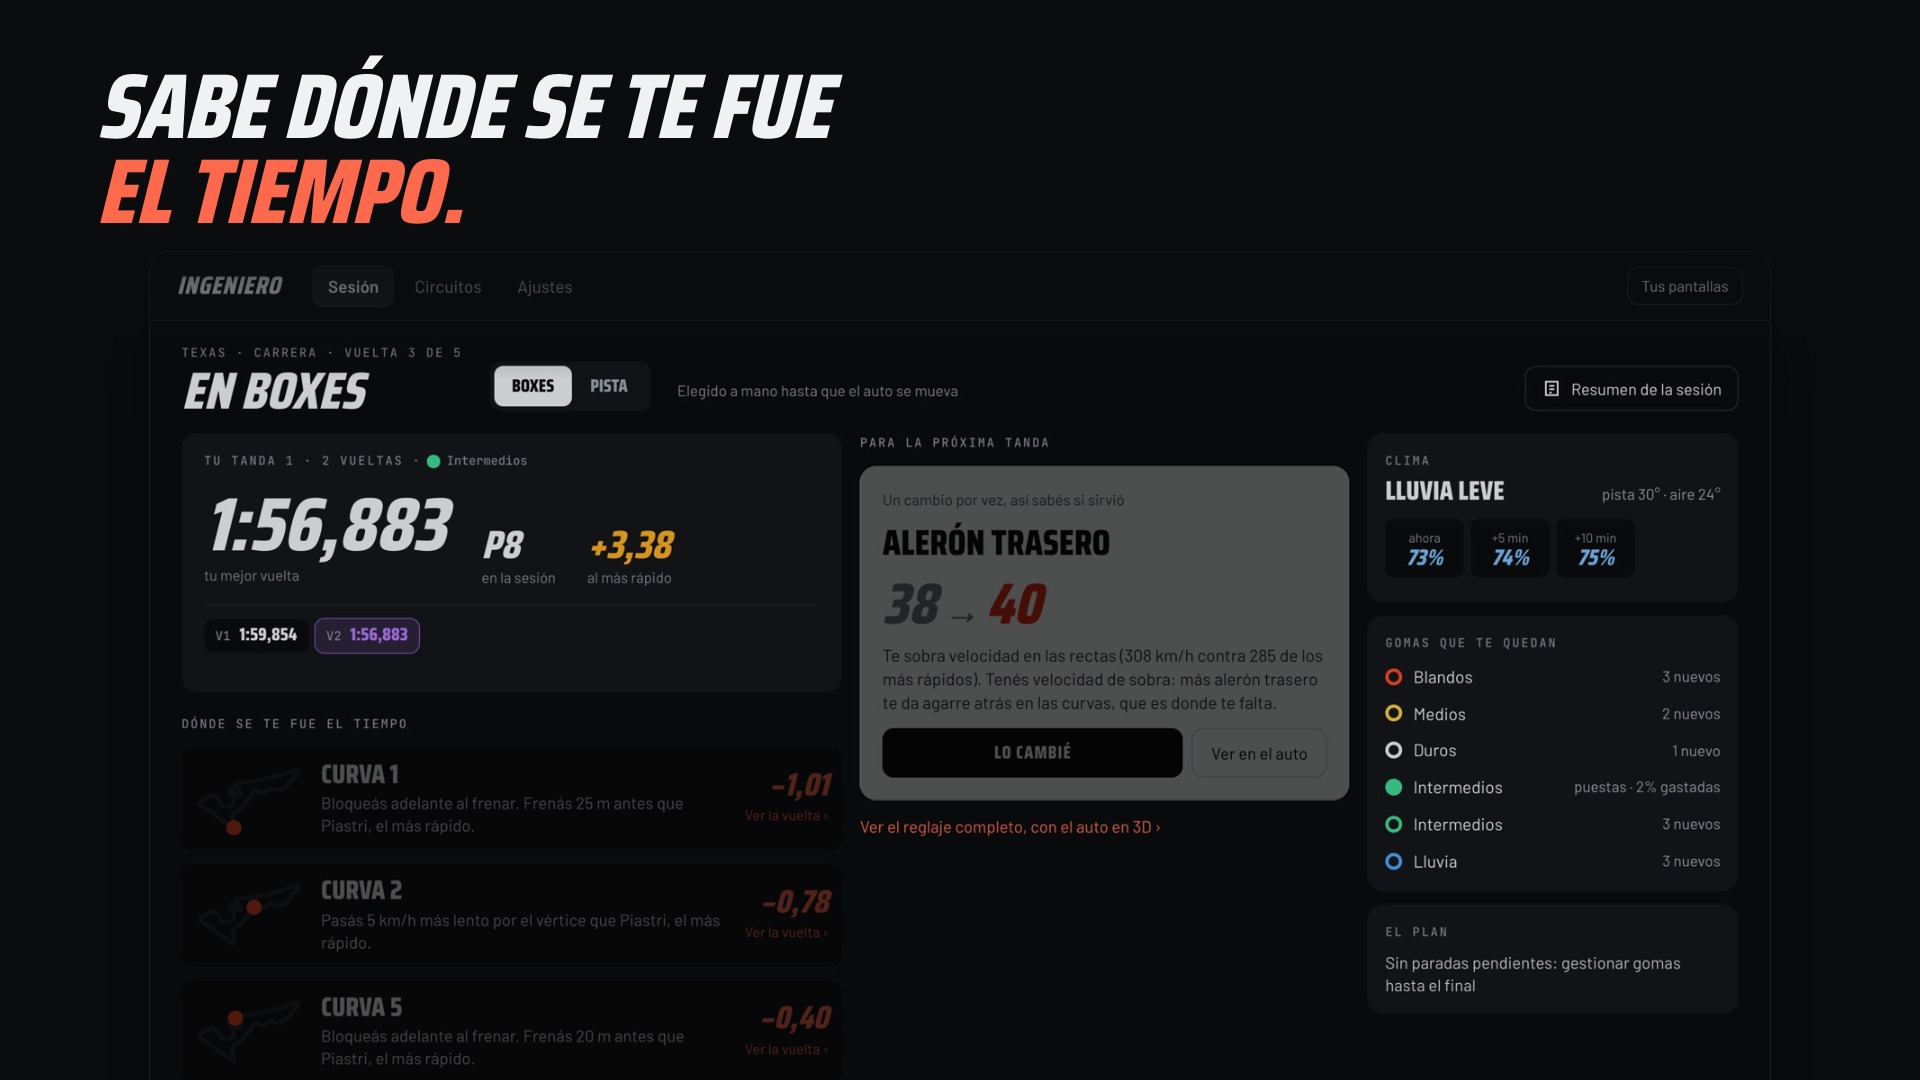 SABE DÓNDE SE TE FUE
EL TIEMPO.
INGENIERO
Sesión
Circuitos
Ajustes
Tus pantallas
TEXAS · CARRERA · VUELTA 3 DE 5
EN BOXES
BOXES
PISTA
Elegido a mano hasta que el auto se mueva
Resumen de la sesión
TU TANDA 1 · 2 VUELTAS · Intermedios
1:56,883
tu mejor vuelta
P8
en la sesión
+3,38
al más rápido
V1 1:59,854
V2 1:56,883
DÓNDE SE TE FUE EL TIEMPO
CURVA 1
Bloqueás adelante al frenar. Frenás 25 m antes que
Piastri, el más rápido.
−1,01
Ver la vuelta ›
CURVA 2
Pasás 5 km/h más lento por el vértice que Piastri, el más
rápido.
−0,78
Ver la vuelta ›
CURVA 5
Bloqueás adelante al frenar. Frenás 20 m antes que
Piastri, el más rápido.
−0,40
Ver la vuelta ›
PARA LA PRÓXIMA TANDA
Un cambio por vez, así sabés si sirvió
ALERÓN TRASERO
38 → 40
Te sobra velocidad en las rectas (308 km/h contra 285 de los
más rápidos). Tenés velocidad de sobra: más alerón trasero
te da agarre atrás en las curvas, que es donde te falta.
LO CAMBIÉ
Ver en el auto
Ver el reglaje completo, con el auto en 3D ›
CLIMA
LLUVIA LEVE
pista 30° · aire 24°
ahora
73%
+5 min
74%
+10 min
75%
GOMAS QUE TE QUEDAN
Blandos 3 nuevos
Medios 2 nuevos
Duros 1 nuevo
Intermedios puestas · 2% gastadas
Intermedios 3 nuevos
Lluvia 3 nuevos
EL PLAN
Sin paradas pendientes: gestionar gomas
hasta el final